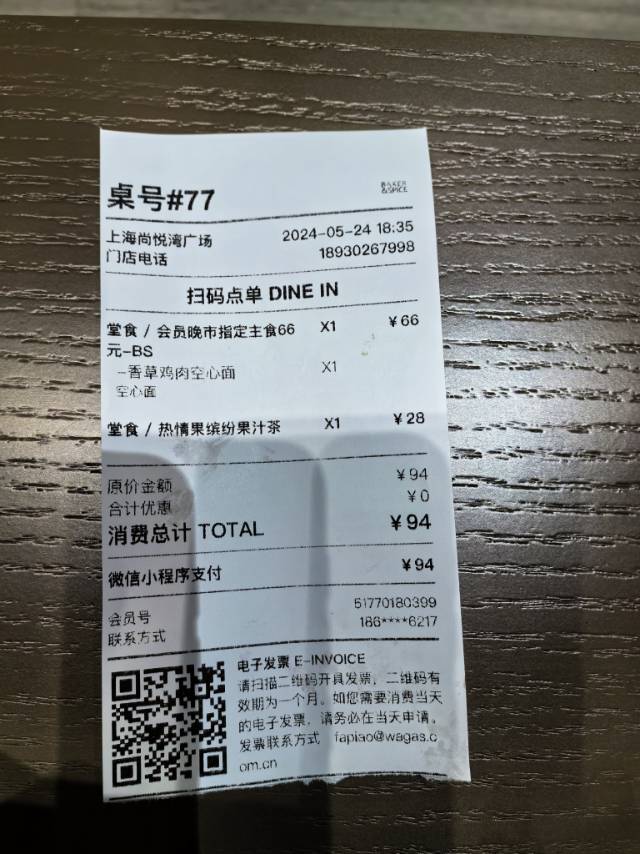 桌号#77
BAKER
&SPICE
上海尚悦湾广场 2024-05-24 18:35
门店电话 18930267998
扫码点单 DINE IN
堂食 / 会员晚市指定主食66 X1 ¥66
元-BS
-香草鸡肉空心面 X1
空心面
堂食 / 热情果缤纷果汁茶 X1 ¥28
原价金额 ¥94
合计优惠 ¥0
消费总计 TOTAL ¥94
微信小程序支付 ¥94
会员号 51770180399
联系方式 186****6217
电子发票 E-INVOICE
请扫描二维码开具发票，二维码有
效期为一个月。如您需要消费当天
的电子发票，请务必在当天申请。
发票联系方式 fapiao@wagas.c
om.cn